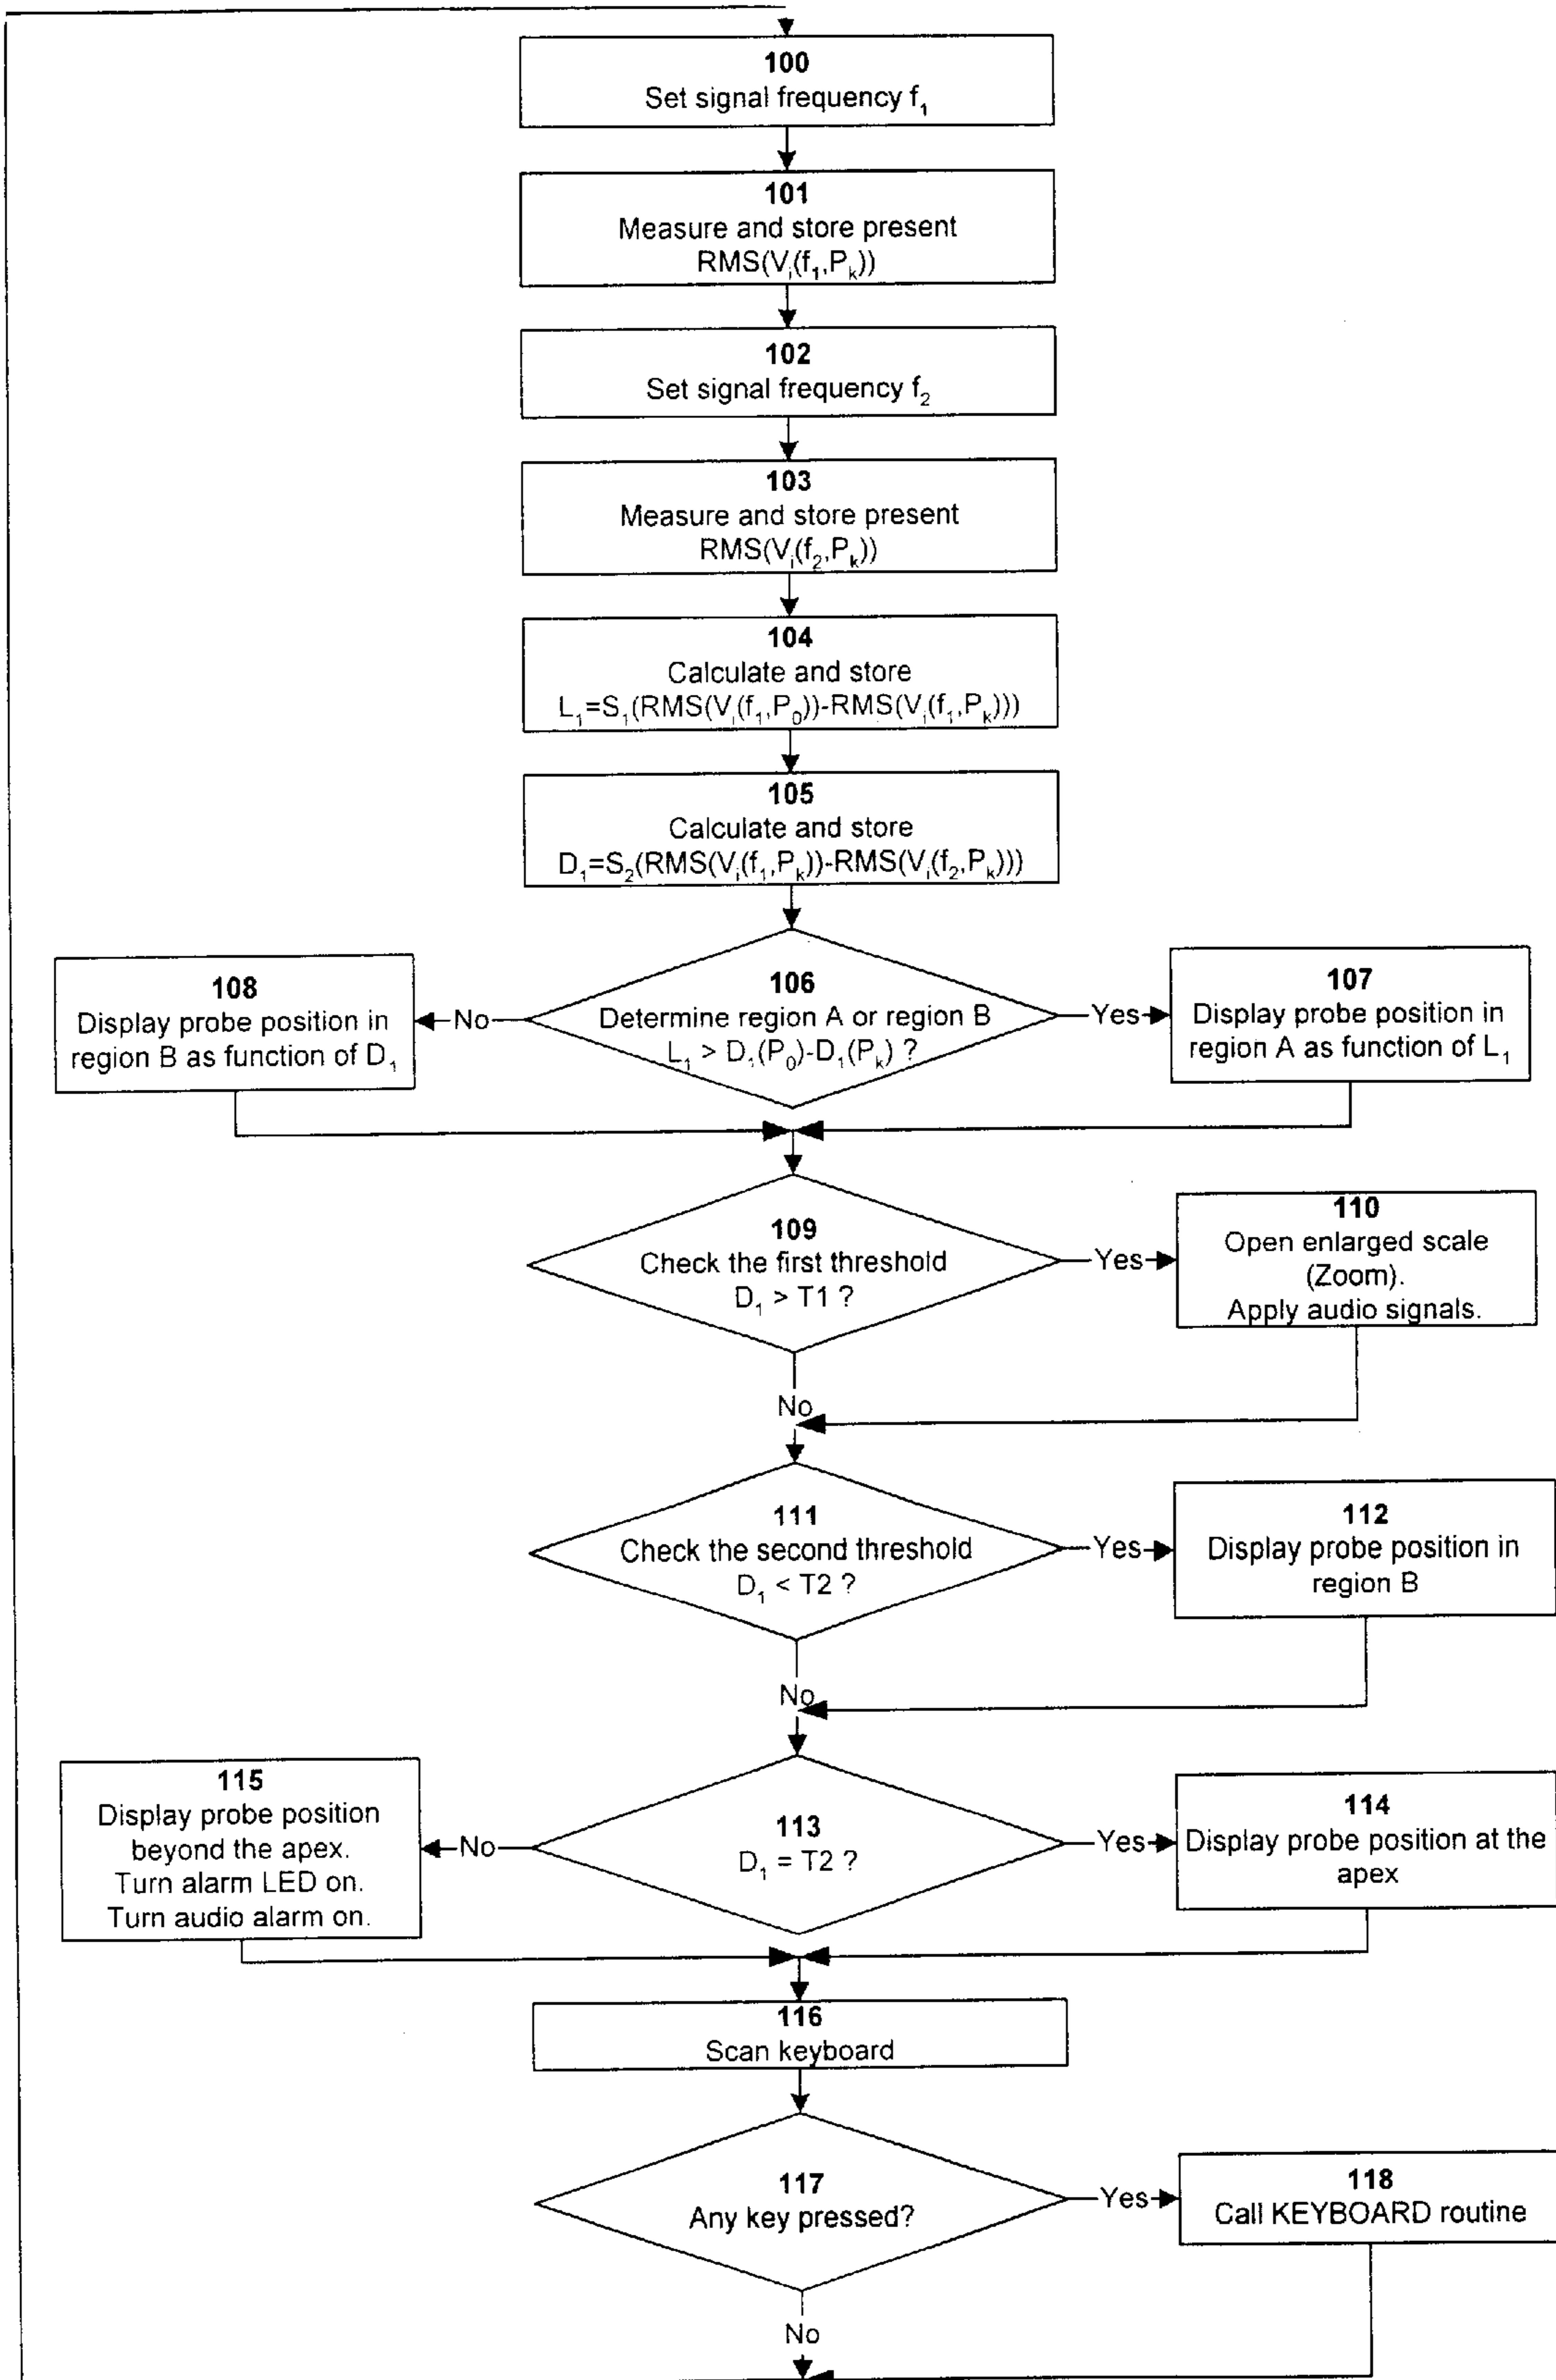 100
Set signal frequency f₁
101
Measure and store present
RMS(Vᵢ(f₁,Pₖ))
102
Set signal frequency f₂
103
Measure and store present
RMS(Vᵢ(f₂,Pₖ))
104
Calculate and store
L₁=S₁(RMS(Vᵢ(f₁,P₀))-RMS(Vᵢ(f₁,Pₖ)))
105
Calculate and store
D₁=S₂(RMS(Vᵢ(f₁,Pₖ))-RMS(Vᵢ(f₂,Pₖ)))
108
Display probe position in
region B as function of D₁
No
106
Determine region A or region B
L₁ > D₁(P₀)-D₁(Pₖ) ?
Yes
107
Display probe position in
region A as function of L₁
109
Check the first threshold
D₁ > T1 ?
Yes
110
Open enlarged scale
(Zoom).
Apply audio signals.
No
111
Check the second threshold
D₁ < T2 ?
Yes
112
Display probe position in
region B
No
115
Display probe position
beyond the apex.
Turn alarm LED on.
Turn audio alarm on.
No
113
D₁ = T2 ?
Yes
114
Display probe position at the
apex
116
Scan keyboard
117
Any key pressed?
Yes
118
Call KEYBOARD routine
No